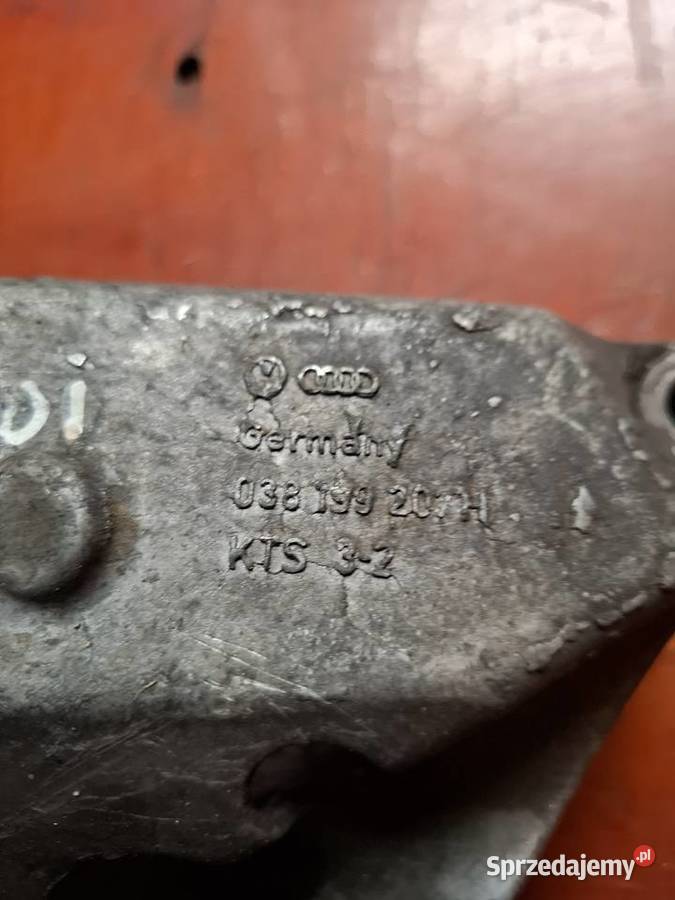 Germany
038 199 207 H
KTS 3-2
Sprzedajemy.pl